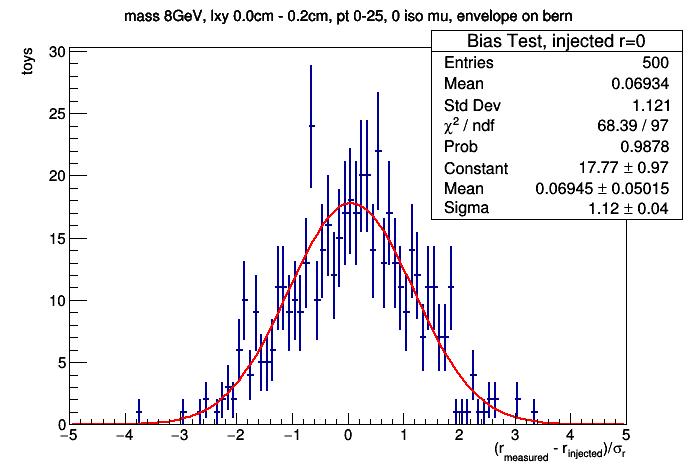 mass 8GeV, lxy 0.0cm - 0.2cm, pt 0-25, 0 iso mu, envelope on bern
Bias Test, injected r=0
Entries 500
Mean 0.06934
Std Dev 1.121
χ² / ndf 68.39 / 97
Prob 0.9878
Constant 17.77 ± 0.97
Mean 0.06945 ± 0.05015
Sigma 1.12 ± 0.04
toys
30
25
20
15
10
5
0
−5 −4 −3 −2 −1 0 1 2 3 4 5
(r_measured - r_injected)/σ_r